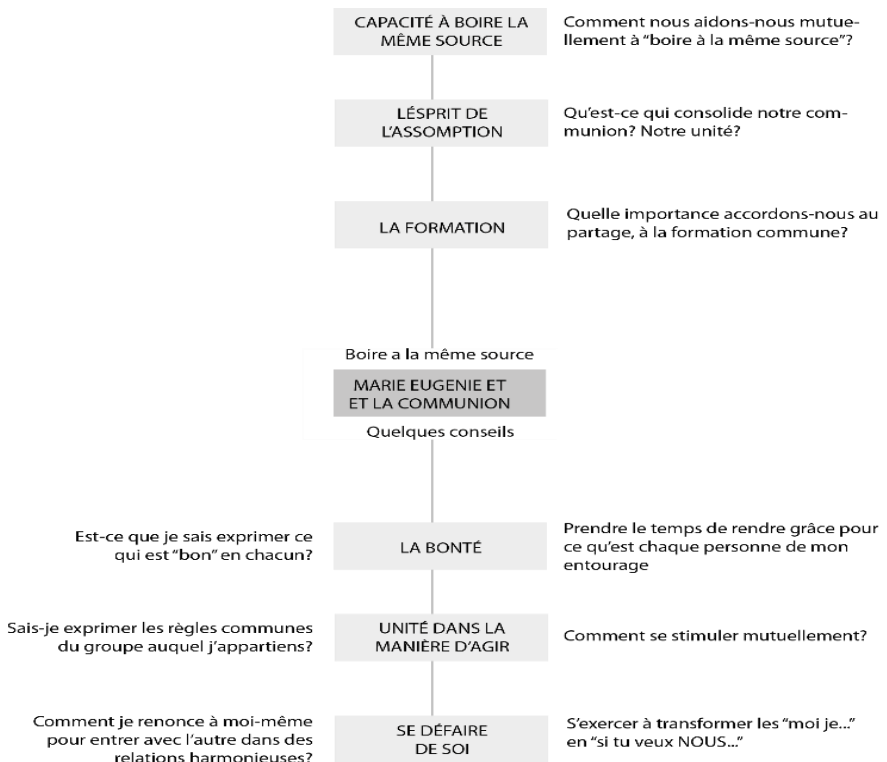 CAPACITÉ À BOIRE LA
MÊME SOURCE
Comment nous aidons-nous mutue-
llement à “boire à la même source”?
LÉSPRIT DE
L’ASSOMPTION
Qu’est-ce qui consolide notre com-
munion? Notre unité?
LA FORMATION
Quelle importance accordons-nous au
partage, à la formation commune?
Boire a la même source
MARIE EUGENIE ET
ET LA COMMUNION
Quelques conseils
Est-ce que je sais exprimer ce
qui est “bon” en chacun?
LA BONTÉ
Prendre le temps de rendre grâce pour
ce qu’est chaque personne de mon
entourage
Sais-je exprimer les règles communes
du groupe auquel j’appartiens?
UNITÉ DANS LA
MANIÈRE D’AGIR
Comment se stimuler mutuellement?
Comment je renonce à moi-même
pour entrer avec l’autre dans des
relations harmonieuses?
SE DÉFAIRE
DE SOI
S’exercer à transformer les “moi je...”
en “si tu veux NOUS...”